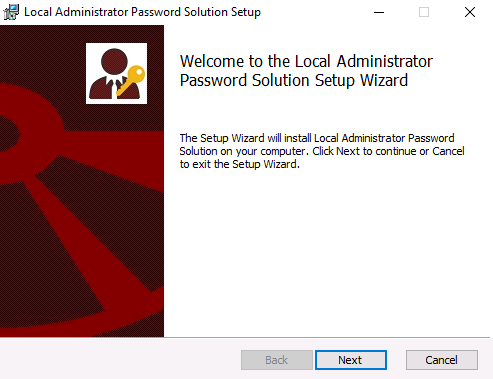 Local Administrator Password Solution Setup
Welcome to the Local Administrator
Password Solution Setup Wizard
The Setup Wizard will install Local Administrator Password
Solution on your computer. Click Next to continue or Cancel
to exit the Setup Wizard.
Back Next Cancel